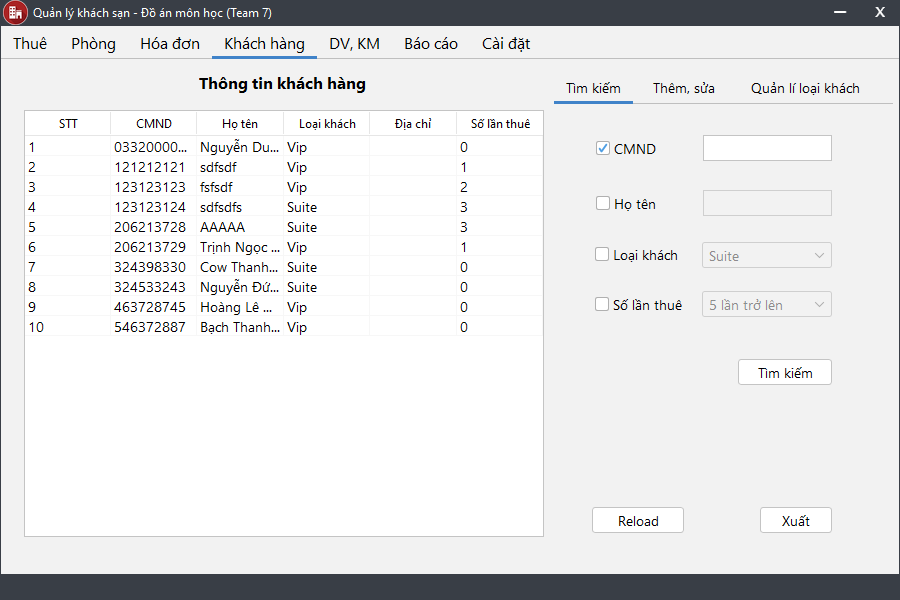 Quản lý khách sạn - Đồ án môn học (Team 7)
X
Thuê Phòng Hóa đơn Khách hàng DV, KM Báo cáo Cài đặt
Thông tin khách hàng
STT CMND Họ tên Loại khách Địa chỉ Số lần thuê
1 03320000... Nguyễn Du... Vip 0
2 121212121 sdfsdf Vip 1
3 123123123 fsfsdf Vip 2
4 123123124 sdfsdfs Suite 3
5 206213728 AAAAA Suite 3
6 206213729 Trịnh Ngọc ... Vip 1
7 324398330 Cow Thanh... Suite 0
8 324533243 Nguyễn Đứ... Suite 0
9 463728745 Hoàng Lê ... Vip 0
10 546372887 Bạch Thanh... Vip 0
Tìm kiếm Thêm, sửa Quản lí loại khách
CMND
Họ tên
Loại khách Suite
Số lần thuê 5 lần trở lên
Tìm kiếm
Reload Xuất